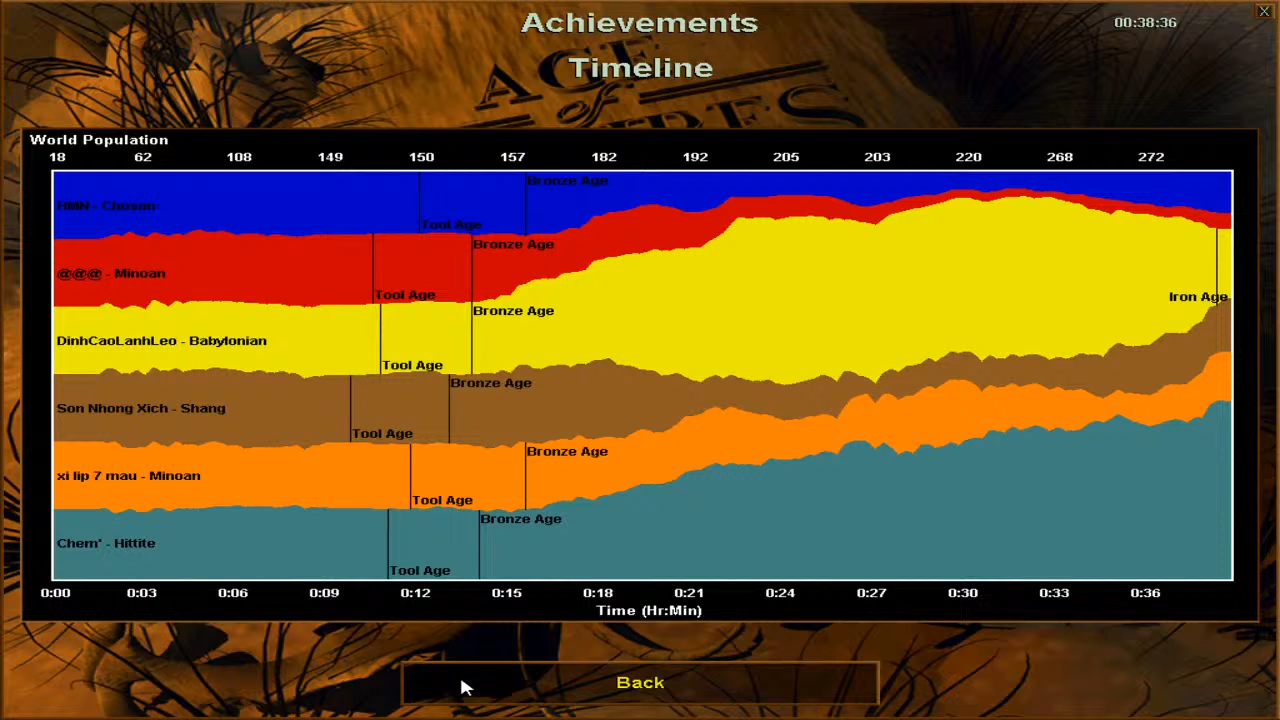 Achievements
00:38:36
Timeline
AGE
of
World Population
18 62 108 149 150 157 182 192 205 203 220 268 272
Bronze Age
HMN - Chosun
Tool Age
Bronze Age
@@@ - Minoan
Tool Age
Iron Age
Bronze Age
DinhCaoLanhLeo - Babylonian
Tool Age
Bronze Age
Son Nhong Xich - Shang
Tool Age
Bronze Age
xi lip 7 mau - Minoan
Tool Age
Bronze Age
Chem' - Hittite
Tool Age
0:00 0:03 0:06 0:09 0:12 0:15 0:18 0:21 0:24 0:27 0:30 0:33 0:36
Time (Hr:Min)
Back